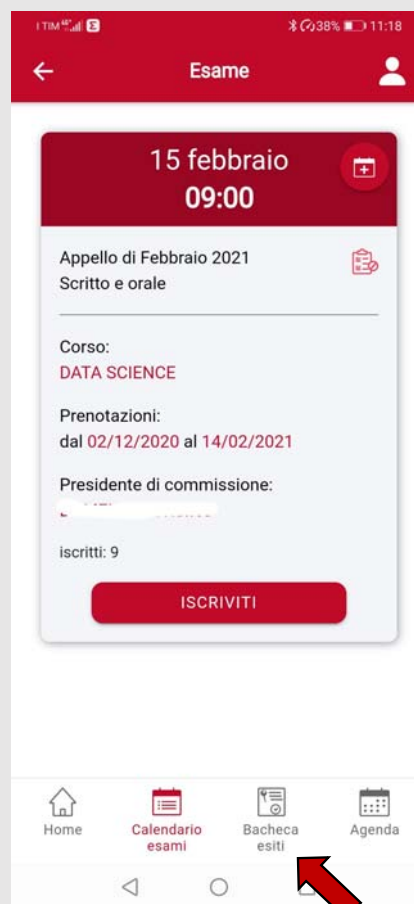 TIM 38% 11:18
Esame
15 febbraio
09:00
Appello di Febbraio 2021
Scritto e orale
Corso:
DATA SCIENCE
Prenotazioni:
dal 02/12/2020 al 14/02/2021
Presidente di commissione:
iscritti: 9
ISCRIVITI
Home
Calendario
esami
Bacheca
esiti
Agenda